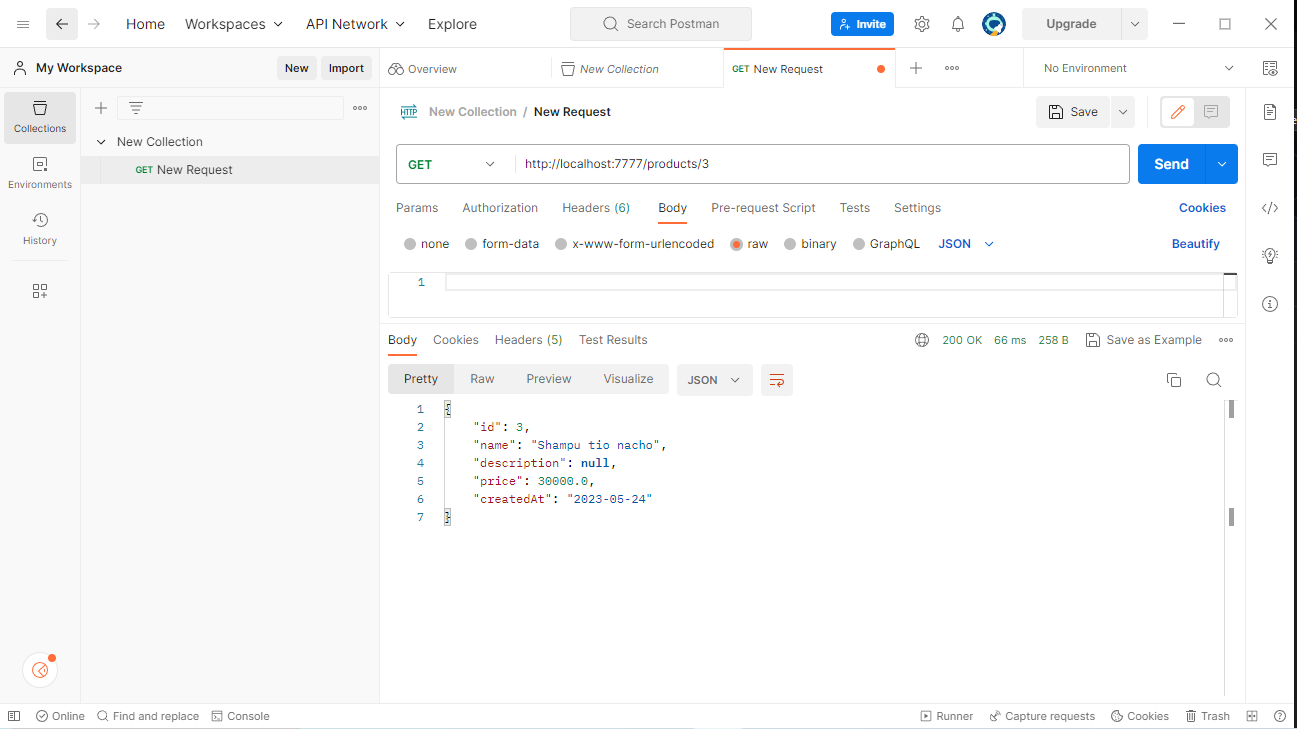 Home Workspaces API Network Explore Search Postman Invite Upgrade
My Workspace New Import Overview New Collection GET New Request No Environment
Collections
Environments
History
New Collection
GET New Request
HTTP New Collection / New Request Save
GET http://localhost:7777/products/3 Send
Params Authorization Headers (6) Body Pre-request Script Tests Settings Cookies
none form-data x-www-form-urlencoded raw binary GraphQL JSON Beautify
1
Body Cookies Headers (5) Test Results 200 OK 66 ms 258 B Save as Example
Pretty Raw Preview Visualize JSON
1 {
2 "id": 3,
3 "name": "Shampu tio nacho",
4 "description": null,
5 "price": 30000.0,
6 "createdAt": "2023-05-24"
7 }
Online Find and replace Console Runner Capture requests Cookies Trash